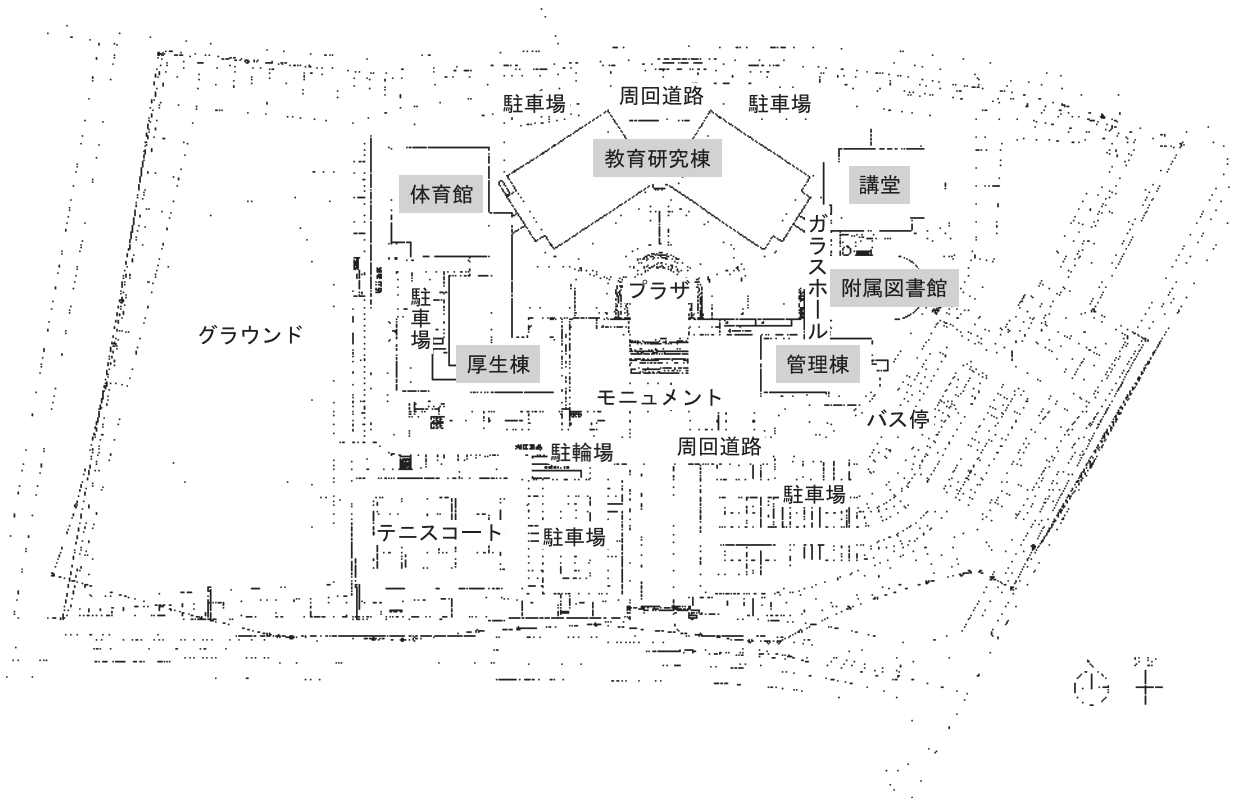 駐車場
周回道路
駐車場
教育研究棟
体育館
講堂
ガラスホール
プラザ
附属図書館
駐車場
グラウンド
厚生棟
管理棟
モニュメント
バス停
駐輪場
周回道路
駐車場
テニスコート
駐車場